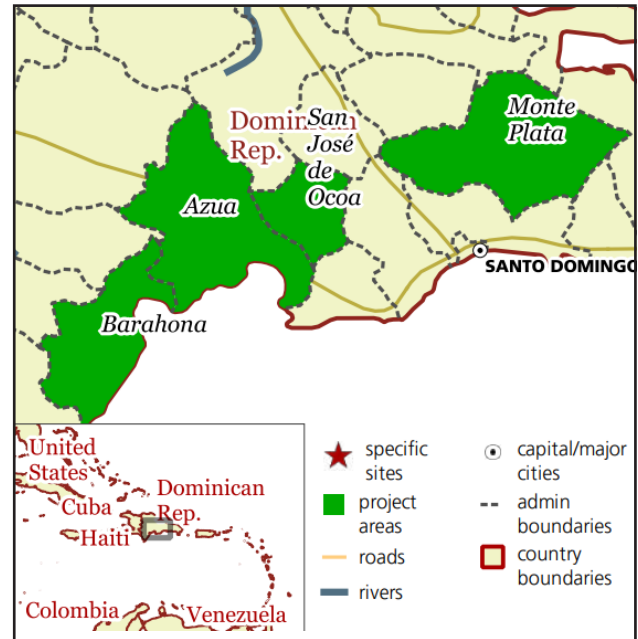 Dominican
Rep.
San
José
de
Ocoa
Monte
Plata
Azua
SANTO DOMINGO
Barahona
United
States
Cuba
Dominican
Rep.
Haiti
Colombia
Venezuela
specific
sites
project
areas
roads
rivers
capital/major
cities
admin
boundaries
country
boundaries